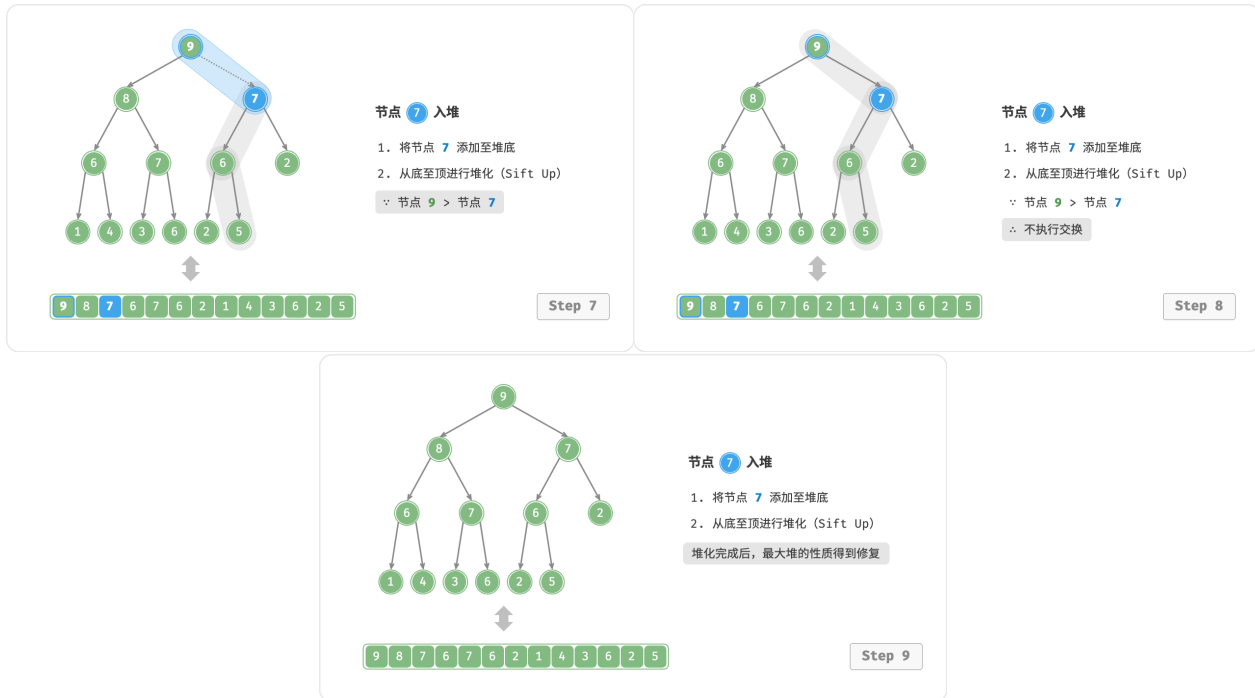 9
8 7
6 7 6 2
1 4 3 6 2 5
9 8 7 6 7 6 2 1 4 3 6 2 5
节点 7 入堆
1. 将节点 7 添加至堆底
2. 从底至顶进行堆化（Sift Up）
∵ 节点 9 > 节点 7
Step 7
9
8 7
6 7 6 2
1 4 3 6 2 5
9 8 7 6 7 6 2 1 4 3 6 2 5
节点 7 入堆
1. 将节点 7 添加至堆底
2. 从底至顶进行堆化（Sift Up）
∵ 节点 9 > 节点 7
∴ 不执行交换
Step 8
9
8 7
6 7 6 2
1 4 3 6 2 5
9 8 7 6 7 6 2 1 4 3 6 2 5
节点 7 入堆
1. 将节点 7 添加至堆底
2. 从底至顶进行堆化（Sift Up）
堆化完成后，最大堆的性质得到修复
Step 9